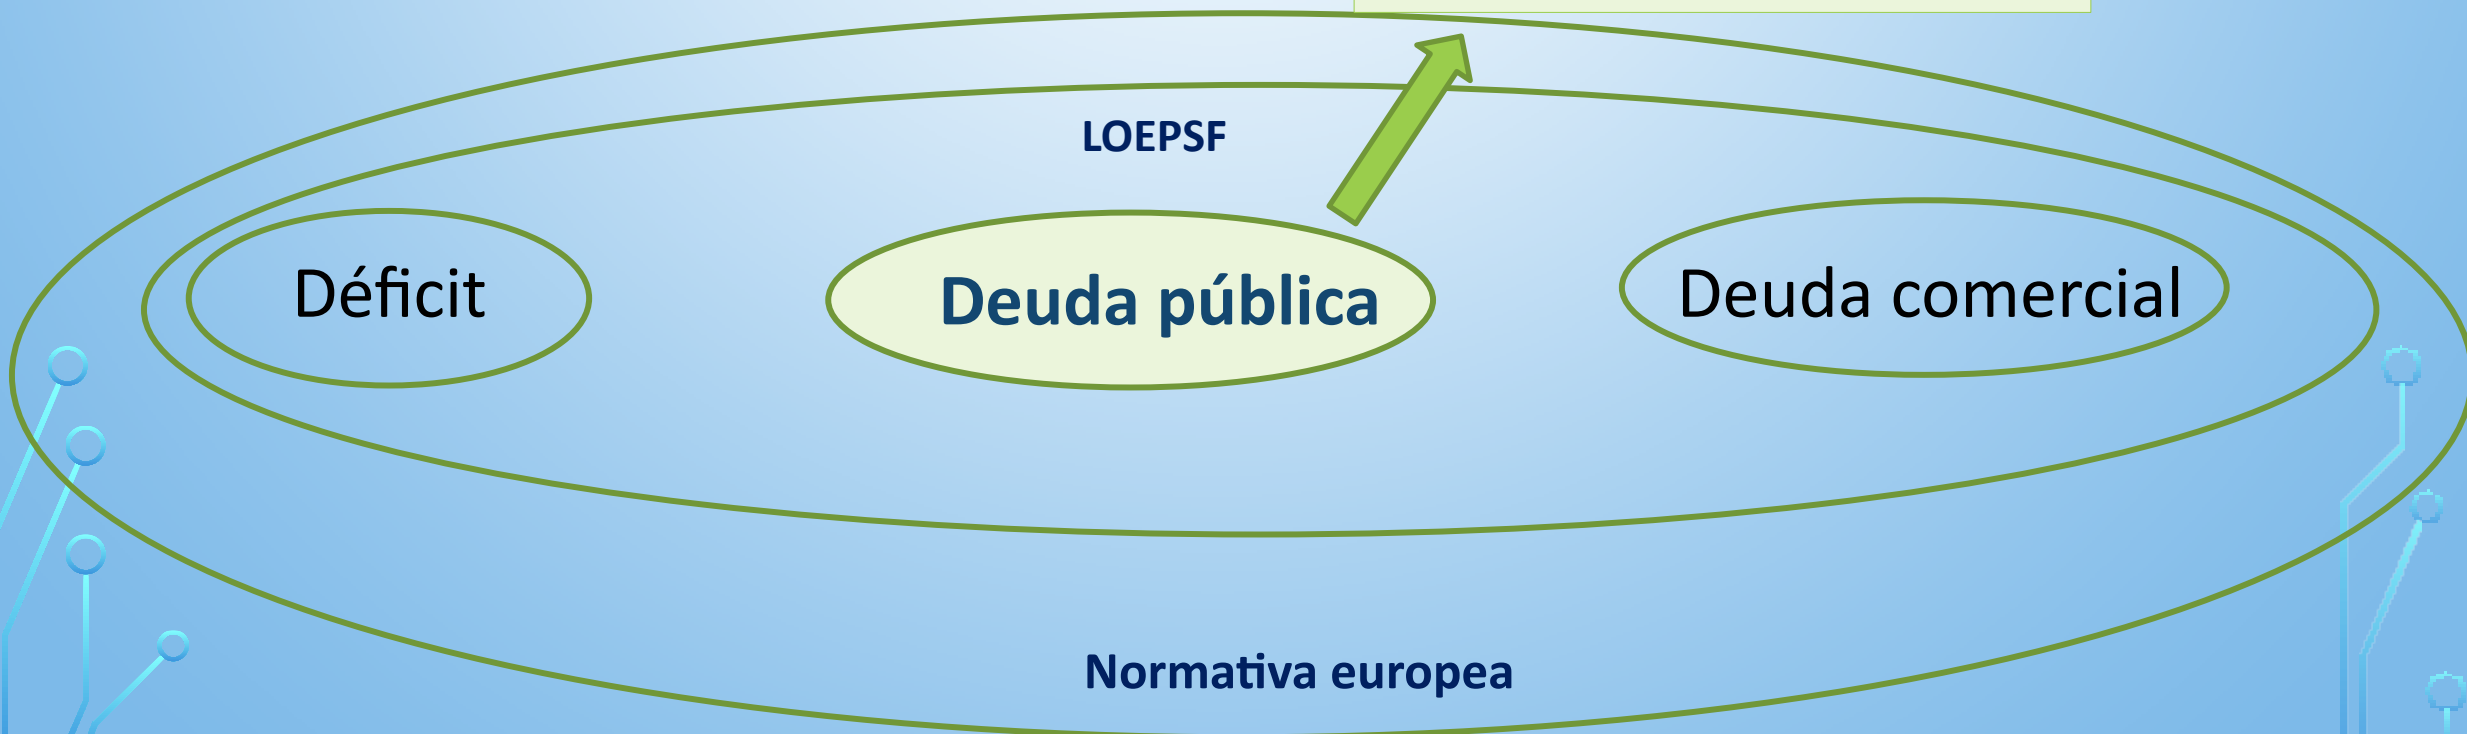 LOEPSF
Déficit
Deuda pública
Deuda comercial
Normativa europea